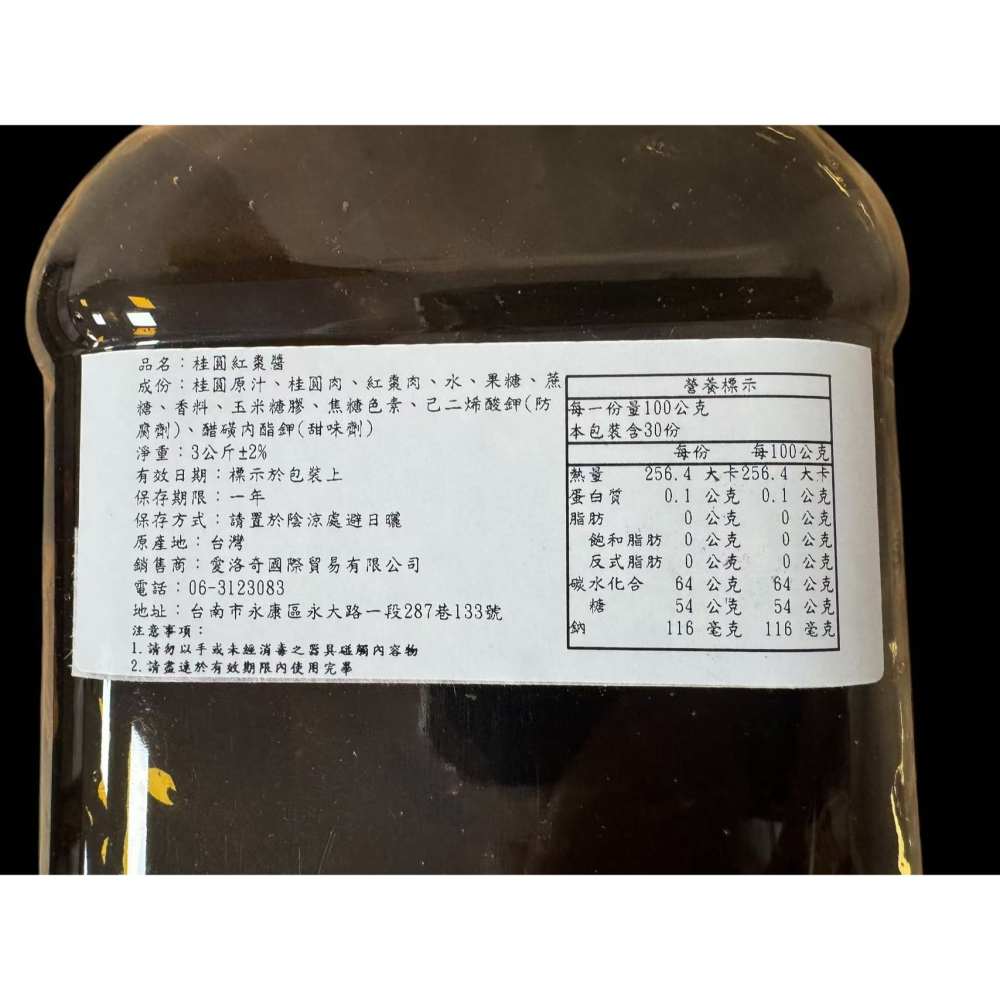 品名：桂圓紅棗醬
成份：桂圓原汁、桂圓肉、紅棗肉、水、果糖、蔗
糖、香料、玉米糖膠、焦糖色素、己二烯酸鉀(防
腐劑)、醋磺內酯鉀(甜味劑)
淨重：3公斤±2%
有效日期：標示於包裝上
保存期限：一年
保存方式：請置於陰涼處避日曬
原產地：台灣
銷售商：愛洛奇國際貿易有限公司
電話：06-3123083
地址：台南市永康區永大路一段287巷133號
注意事項：
1.請勿以手或未經消毒之器具碰觸內容物
2.請盡速於有效期限內使用完畢
營養標示
每一份量100公克
本包裝含30份
每份 每100公克
熱量 256.4 大卡 256.4 大卡
蛋白質 0.1 公克 0.1 公克
脂肪 0 公克 0 公克
飽和脂肪 0 公克 0 公克
反式脂肪 0 公克 0 公克
碳水化合 64 公克 64 公克
糖 54 公克 54 公克
鈉 116 毫克 116 毫克